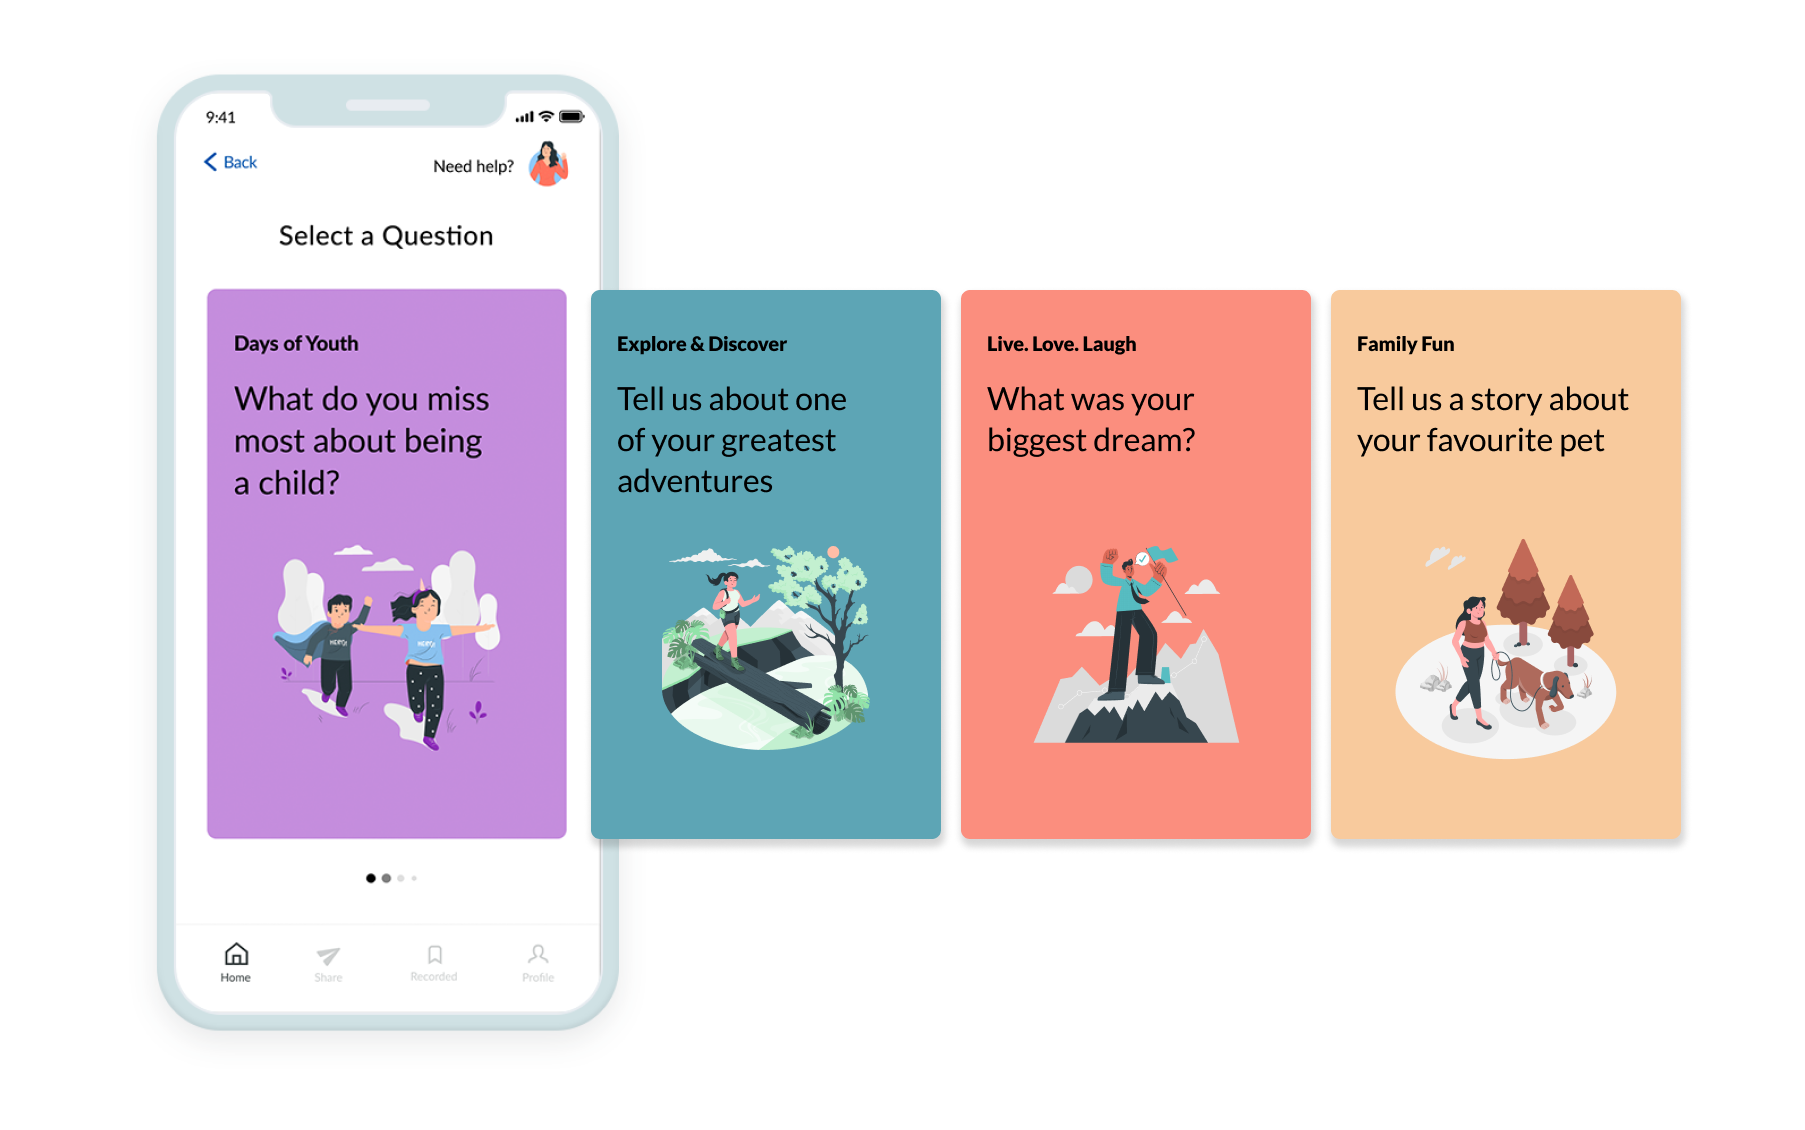 9:41
Back
Need help?
Select a Question
Days of Youth
What do you miss
most about being
a child?
Explore & Discover
Tell us about one
of your greatest
adventures
Live. Love. Laugh
What was your
biggest dream?
Family Fun
Tell us a story about
your favourite pet
Home
Share
Recorded
Profile